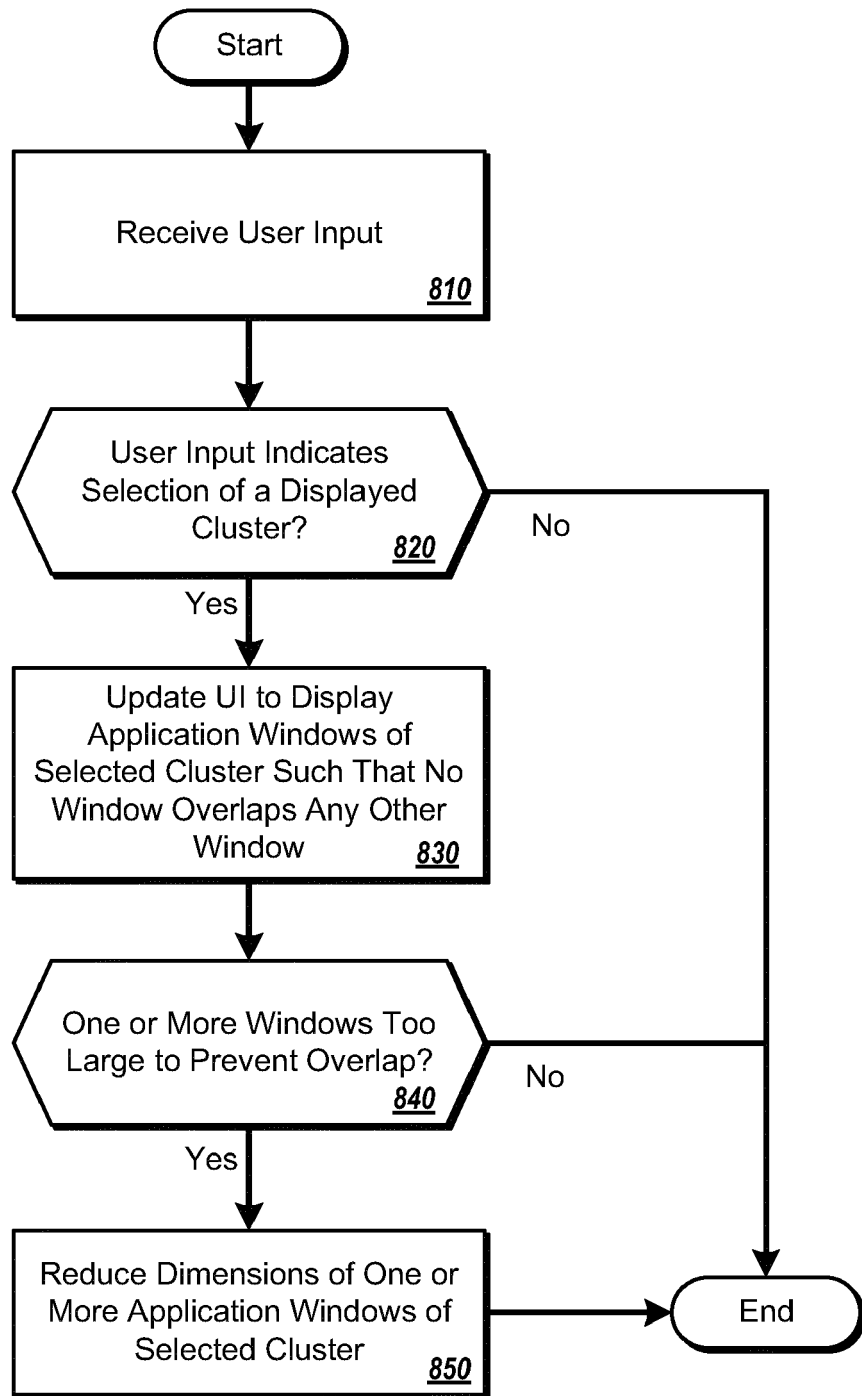 Start
Receive User Input
810
User Input Indicates
Selection of a Displayed
Cluster?
820
No
Yes
Update UI to Display
Application Windows of
Selected Cluster Such That No
Window Overlaps Any Other
Window
830
One or More Windows Too
Large to Prevent Overlap?
840
No
Yes
Reduce Dimensions of One or
More Application Windows of
Selected Cluster
850
End